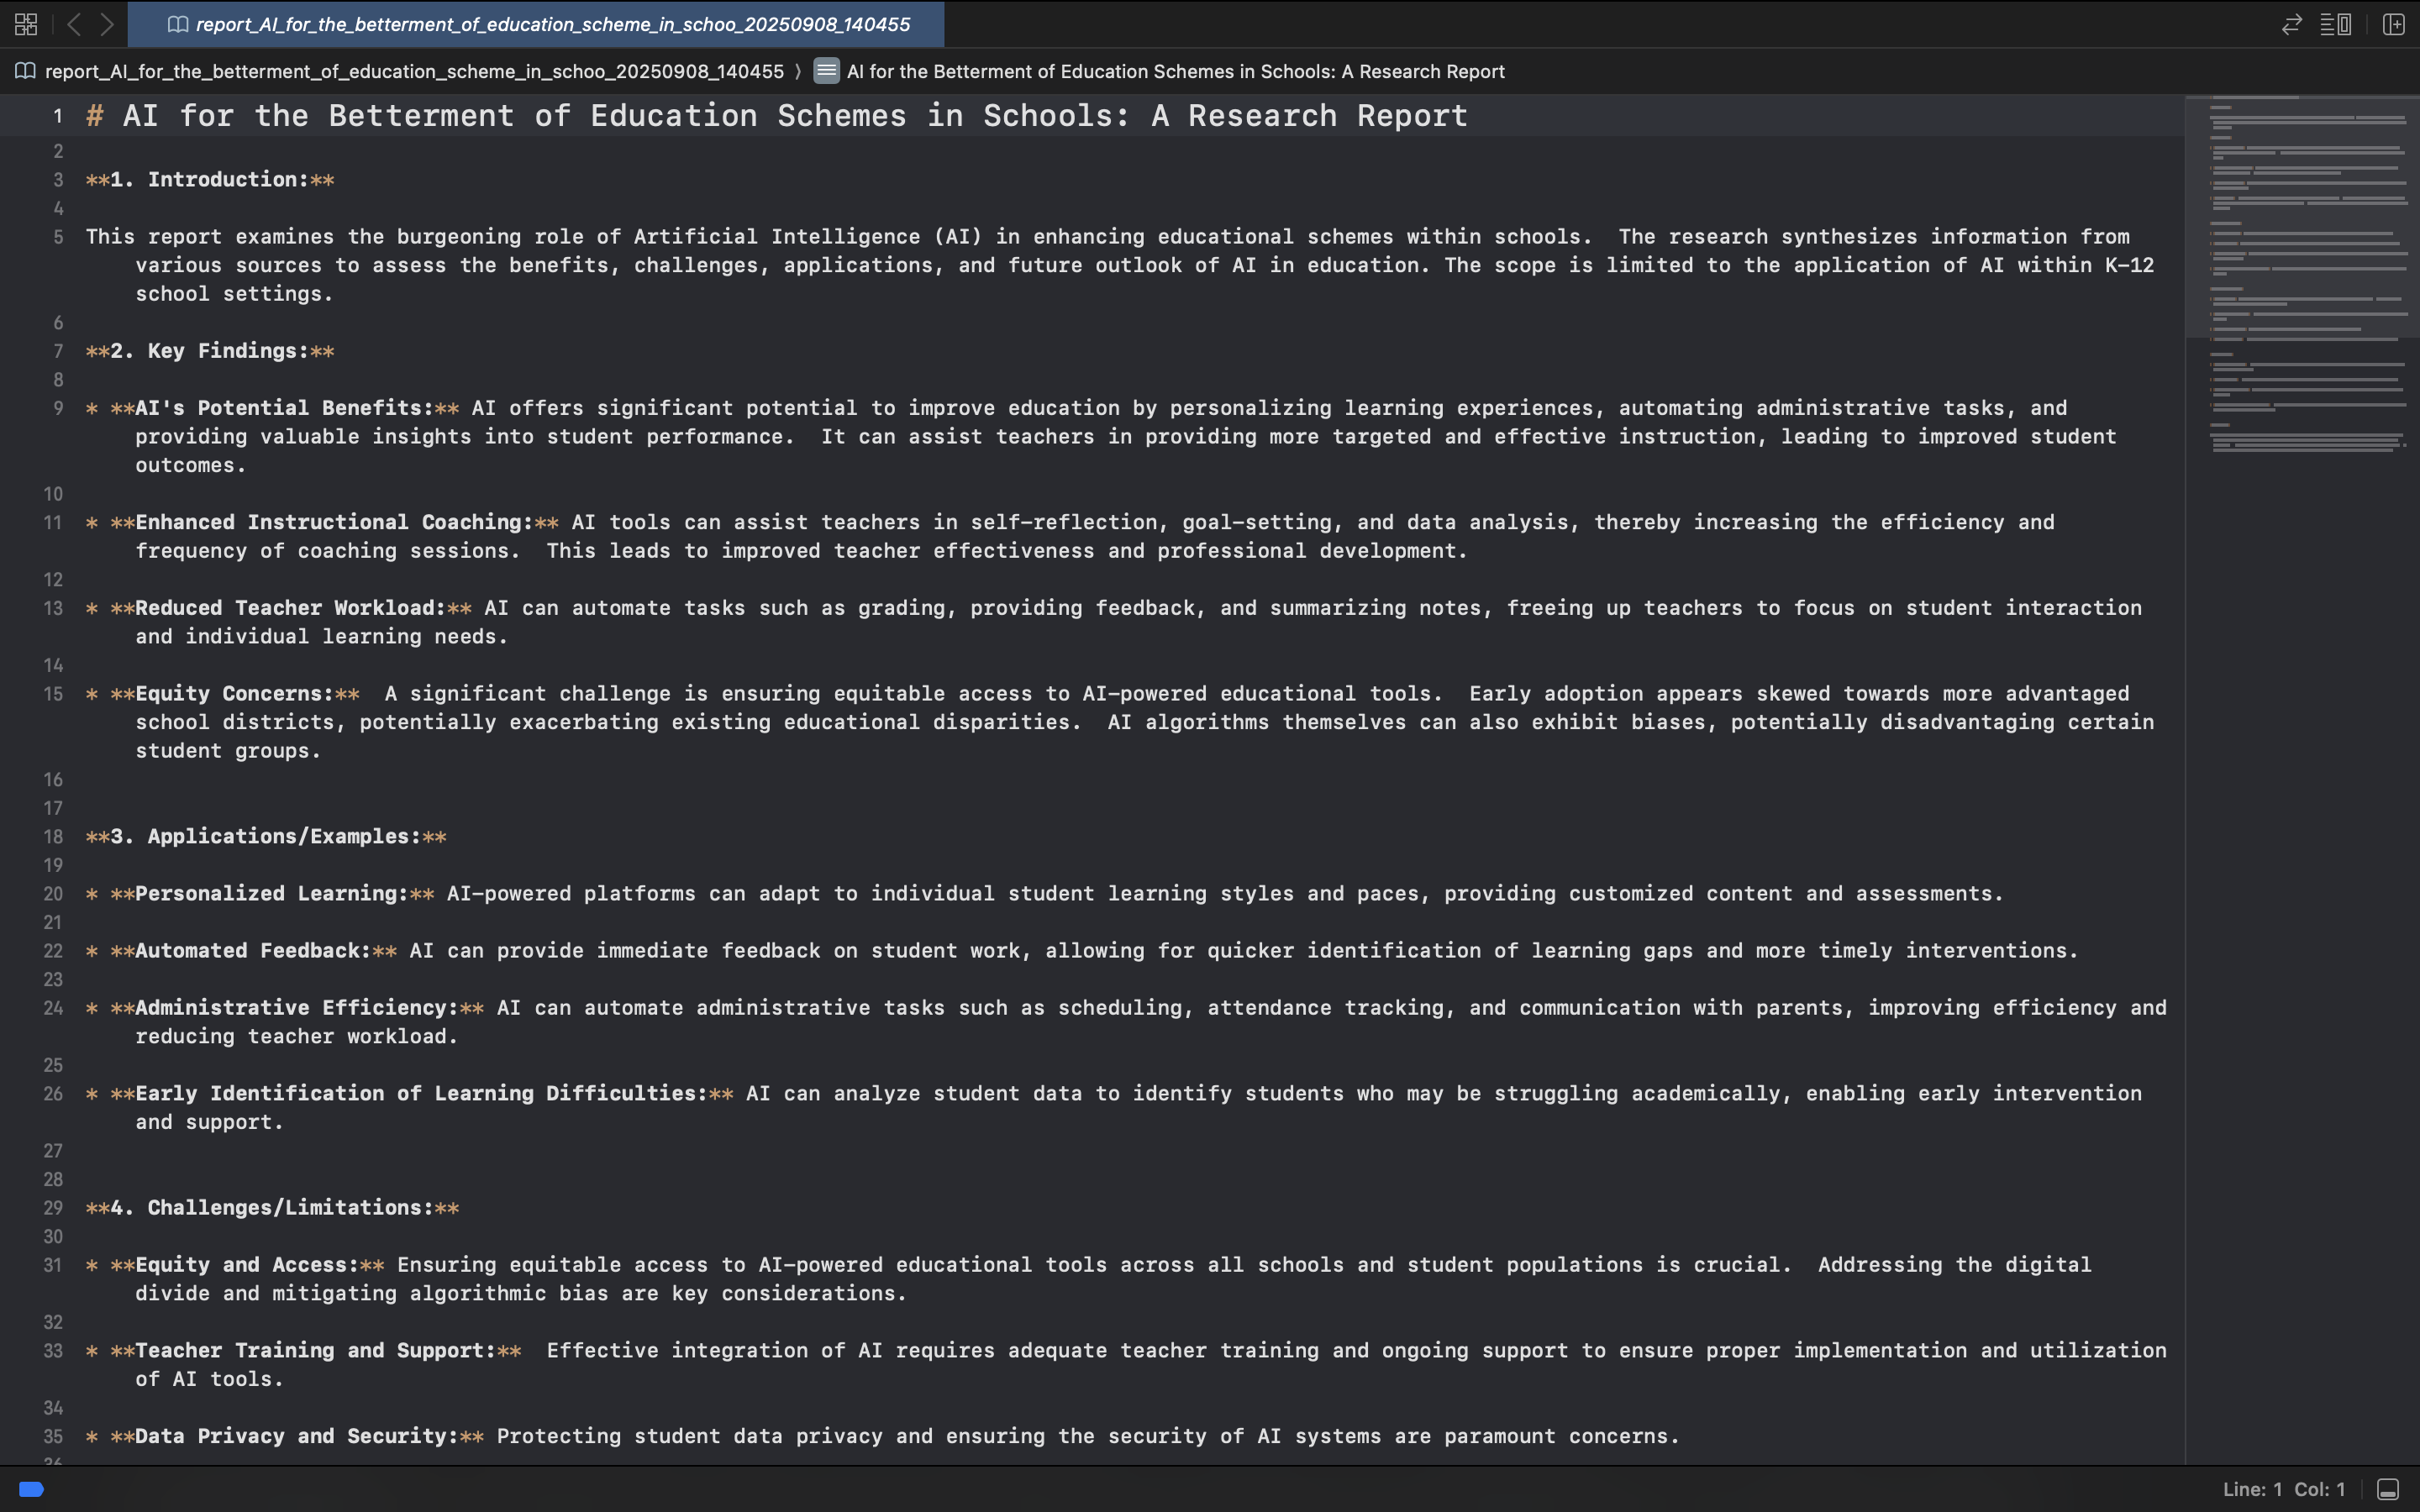 report_AI_for_the_betterment_of_education_scheme_in_schoo_20250908_140455
report_AI_for_the_betterment_of_education_scheme_in_schoo_20250908_140455 〉 AI for the Betterment of Education Schemes in Schools: A Research Report
1 # AI for the Betterment of Education Schemes in Schools: A Research Report
2
3 **1. Introduction:**
4
5 This report examines the burgeoning role of Artificial Intelligence (AI) in enhancing educational schemes within schools.  The research synthesizes information from
various sources to assess the benefits, challenges, applications, and future outlook of AI in education. The scope is limited to the application of AI within K-12
school settings.
6
7 **2. Key Findings:**
8
9 * **AI's Potential Benefits:** AI offers significant potential to improve education by personalizing learning experiences, automating administrative tasks, and
providing valuable insights into student performance.  It can assist teachers in providing more targeted and effective instruction, leading to improved student
outcomes.
10
11 * **Enhanced Instructional Coaching:** AI tools can assist teachers in self-reflection, goal-setting, and data analysis, thereby increasing the efficiency and
frequency of coaching sessions.  This leads to improved teacher effectiveness and professional development.
12
13 * **Reduced Teacher Workload:** AI can automate tasks such as grading, providing feedback, and summarizing notes, freeing up teachers to focus on student interaction
and individual learning needs.
14
15 * **Equity Concerns:**  A significant challenge is ensuring equitable access to AI-powered educational tools.  Early adoption appears skewed towards more advantaged
school districts, potentially exacerbating existing educational disparities.  AI algorithms themselves can also exhibit biases, potentially disadvantaging certain
student groups.
16
17
18 **3. Applications/Examples:**
19
20 * **Personalized Learning:** AI-powered platforms can adapt to individual student learning styles and paces, providing customized content and assessments.
21
22 * **Automated Feedback:** AI can provide immediate feedback on student work, allowing for quicker identification of learning gaps and more timely interventions.
23
24 * **Administrative Efficiency:** AI can automate administrative tasks such as scheduling, attendance tracking, and communication with parents, improving efficiency and
reducing teacher workload.
25
26 * **Early Identification of Learning Difficulties:** AI can analyze student data to identify students who may be struggling academically, enabling early intervention
and support.
27
28
29 **4. Challenges/Limitations:**
30
31 * **Equity and Access:** Ensuring equitable access to AI-powered educational tools across all schools and student populations is crucial.  Addressing the digital
divide and mitigating algorithmic bias are key considerations.
32
33 * **Teacher Training and Support:**  Effective integration of AI requires adequate teacher training and ongoing support to ensure proper implementation and utilization
of AI tools.
34
35 * **Data Privacy and Security:** Protecting student data privacy and ensuring the security of AI systems are paramount concerns.
36
Line: 1 Col: 1